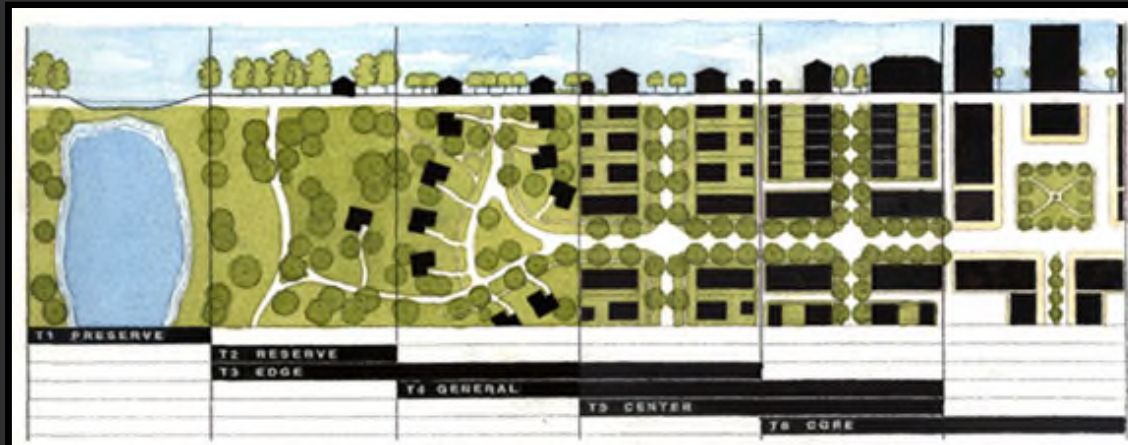 T1 PRESERVE
T2 RESERVE
T3 EDGE
T4 GENERAL
T5 CENTER
T6 CORE